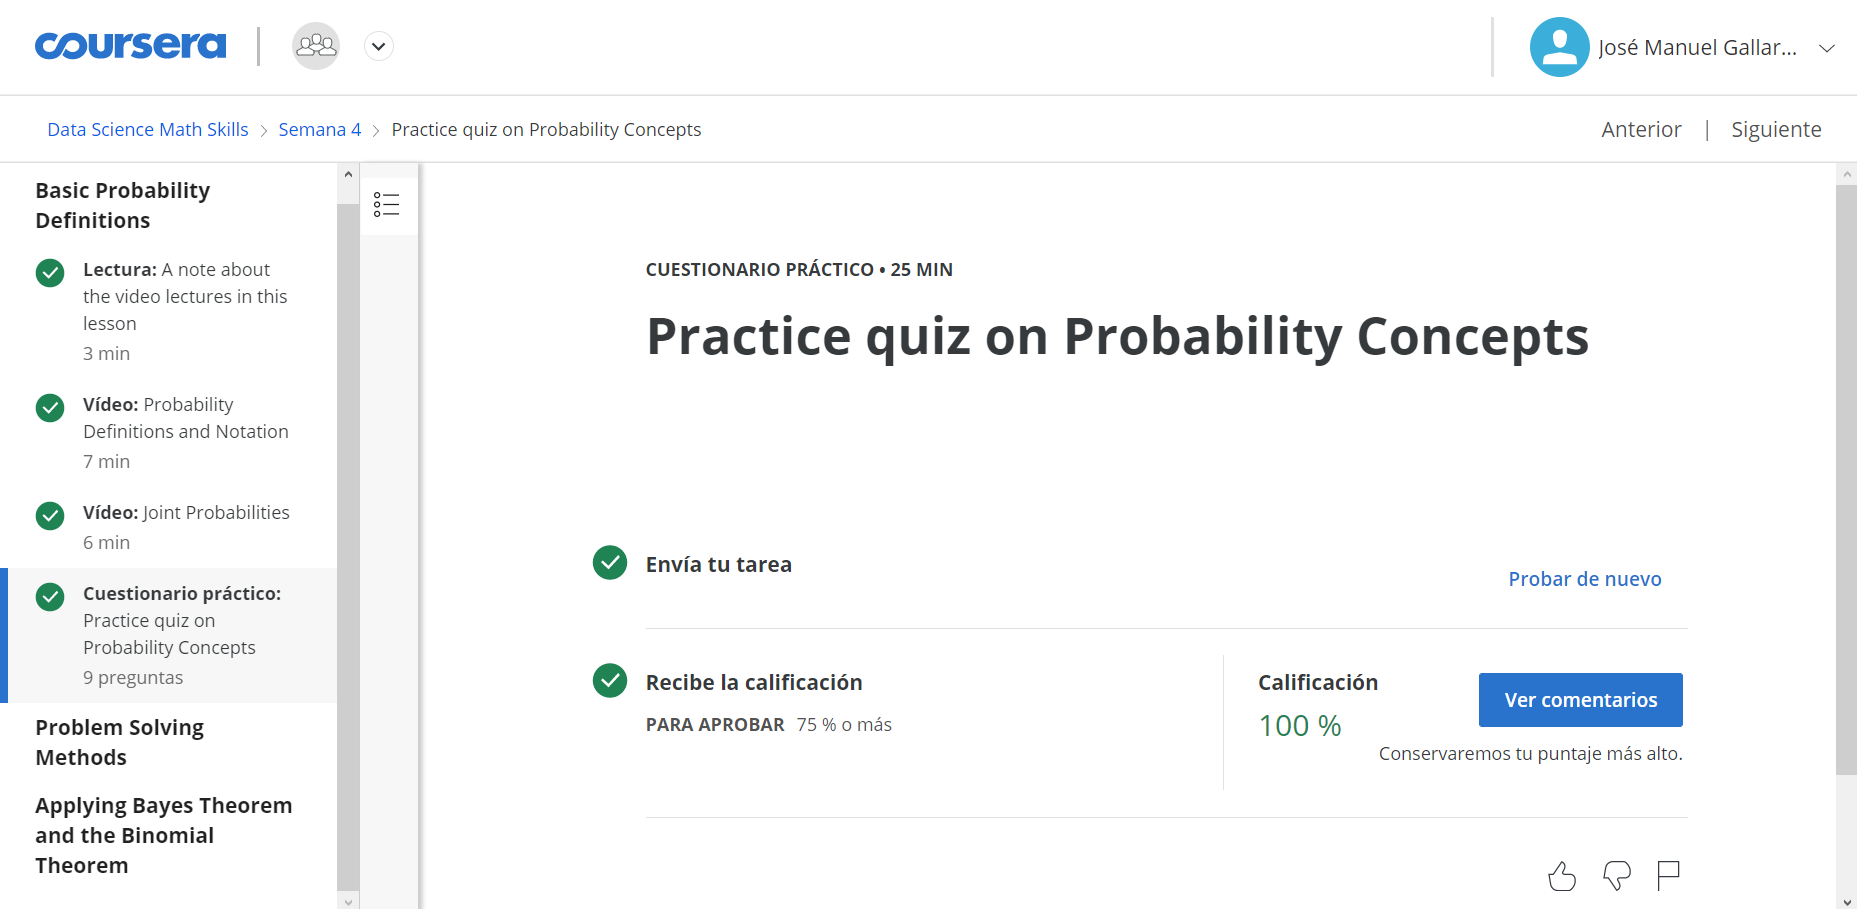 coursera
José Manuel Gallar...
Data Science Math Skills > Semana 4 > Practice quiz on Probability Concepts
Anterior | Siguiente
Basic Probability
Definitions
Lectura: A note about
the video lectures in this
lesson
3 min
Vídeo: Probability
Definitions and Notation
7 min
Vídeo: Joint Probabilities
6 min
Cuestionario práctico:
Practice quiz on
Probability Concepts
9 preguntas
Problem Solving
Methods
Applying Bayes Theorem
and the Binomial
Theorem
CUESTIONARIO PRÁCTICO • 25 MIN
Practice quiz on Probability Concepts
Envía tu tarea
Probar de nuevo
Recibe la calificación
PARA APROBAR 75 % o más
Calificación
100 %
Ver comentarios
Conservaremos tu puntaje más alto.